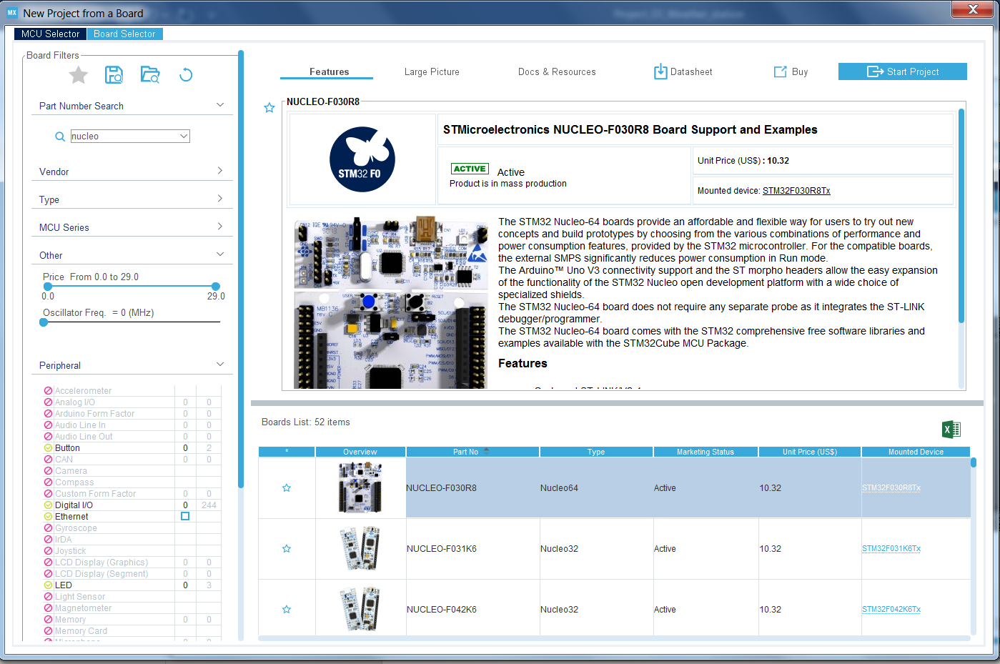 MX New Project from a Board
MCU Selector Board Selector
Board Filters
Part Number Search
nucleo
Vendor
Type
MCU Series
Other
Price From 0.0 to 29.0
0.0 29.0
Oscillator Freq. = 0 (MHz)
Peripheral
Accelerometer
Analog I/O 0 0
Arduino Form Factor 0 0
Audio Line In 0 0
Audio Line Out 0 0
Button 0 2
CAN 0 0
Camera
Compass
Custom Form Factor 0 0
Digital I/O 0 244
Ethernet
Gyroscope
IrDA
Joystick
LCD Display (Graphics) 0 0
LCD Display (Segment) 0 0
LED 0 3
Light Sensor
Magnetometer
Memory 0 0
Memory Card
Features Large Picture Docs & Resources Datasheet Buy Start Project
NUCLEO-F030R8
STM32 F0
STMicroelectronics NUCLEO-F030R8 Board Support and Examples
ACTIVE Active
Product is in mass production
Unit Price (US$) : 10.32
Mounted device: STM32F030R8Tx
MB1136
rev C
USER
RESET
The STM32 Nucleo-64 boards provide an affordable and flexible way for users to try out new
concepts and build prototypes by choosing from the various combinations of performance and
power consumption features, provided by the STM32 microcontroller. For the compatible boards,
the external SMPS significantly reduces power consumption in Run mode.
The Arduino™ Uno V3 connectivity support and the ST morpho headers allow the easy expansion
of the functionality of the STM32 Nucleo open development platform with a wide choice of
specialized shields.
The STM32 Nucleo-64 board does not require any separate probe as it integrates the ST-LINK
debugger/programmer.
The STM32 Nucleo-64 board comes with the STM32 comprehensive free software libraries and
examples available with the STM32Cube MCU Package.
Features
Boards List: 52 items
* Overview Part No Type Marketing Status Unit Price (US$) Mounted Device
NUCLEO-F030R8 Nucleo64 Active 10.32 STM32F030R8Tx
NUCLEO-F031K6 Nucleo32 Active 10.32 STM32F031K6Tx
NUCLEO-F042K6 Nucleo32 Active 10.32 STM32F042K6Tx